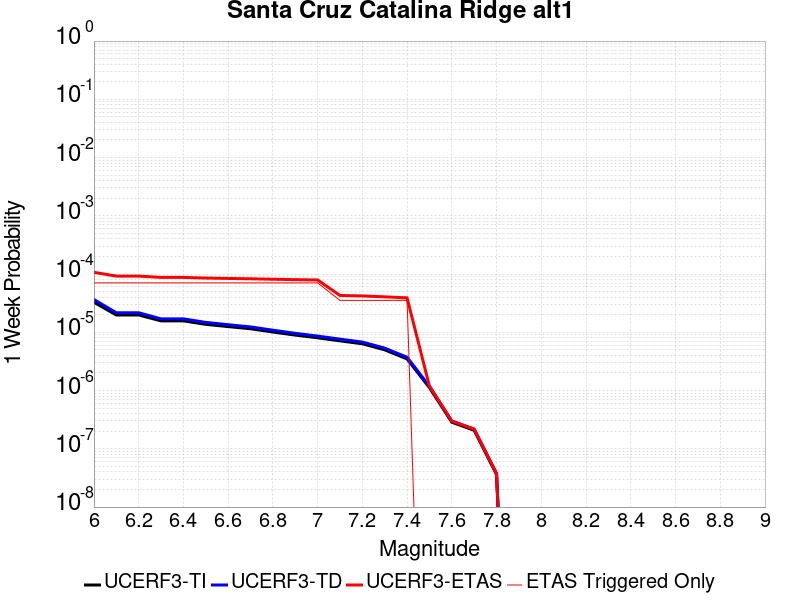 Santa Cruz Catalina Ridge alt1
10^0
10^-1
10^-2
10^-3
10^-4
10^-5
10^-6
10^-7
10^-8
1 Week Probability
6 6.2 6.4 6.6 6.8 7 7.2 7.4 7.6 7.8 8 8.2 8.4 8.6 8.8 9
Magnitude
UCERF3-TI UCERF3-TD UCERF3-ETAS ETAS Triggered Only